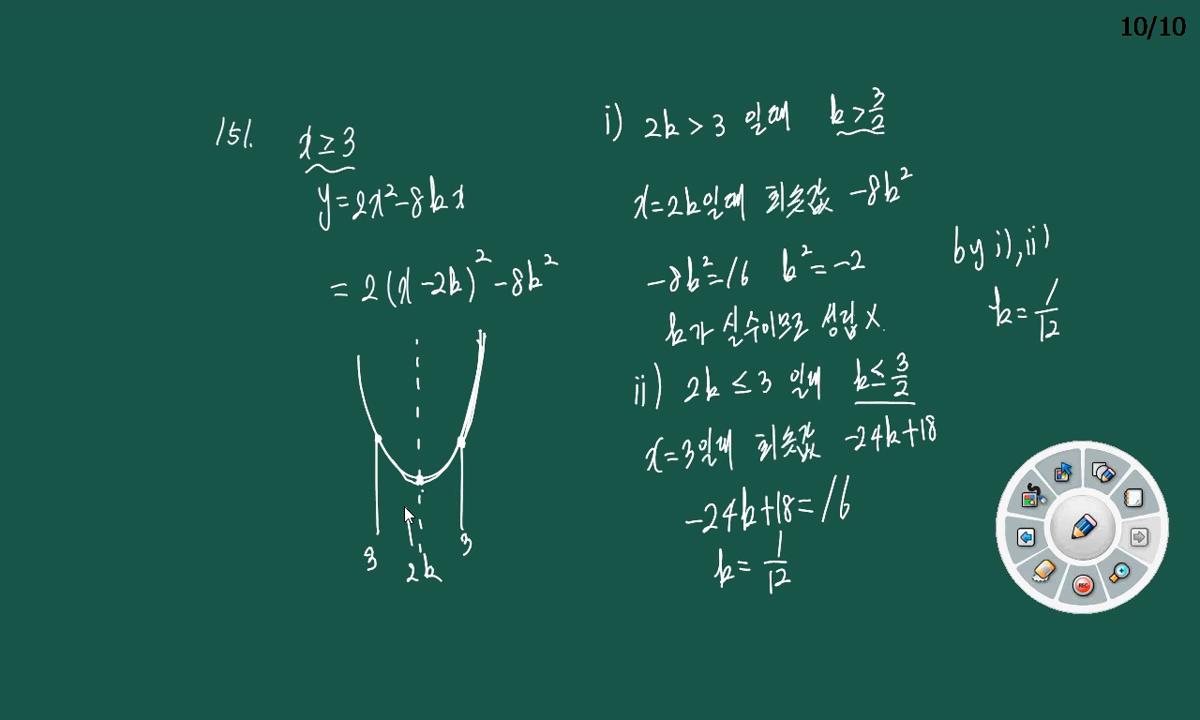 10/10
151.
x≥3
y=2x²-8kx
=2(x-2k)²-8k²
3
2k
3
i) 2k>3 일때 k>3/2
x=2k일때 최솟값 -8k²
-8k²=16 k²=-2
k가 실수이므로 성립 X.
ii) 2k≤3 일때 k≤3/2
x=3일때 최솟값 -24k+18
-24k+18=16
k=1/12
by i),ii)
k=1/12
REC